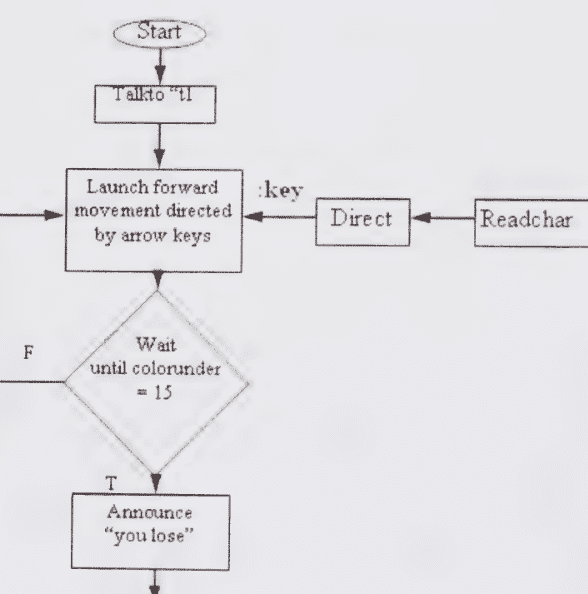 Start
Talkto "t1
Launch forward
movement directed
by arrow keys
:key
Direct
Readchar
Wait
until colorunder
= 15
F
T
Announce
"you lose"